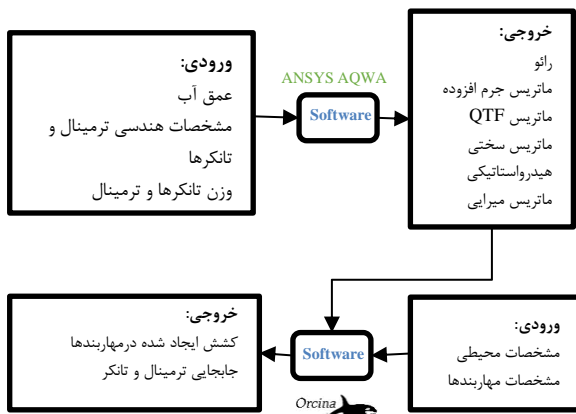 ورودی:
عمق آب
مشخصات هندسی ترمینال و
تانکرها
وزن تانکرها و ترمینال
ANSYS AQWA
Software
خروجی:
رائو
ماتریس جرم افزوده
ماتریس QTF
ماتریس سختی
هیدرواستاتیکی
ماتریس میرایی
ورودی:
مشخصات محیطی
مشخصات مهاربندها
Software
Orcina
خروجی:
کشش ایجاد شده درمهاربندها
جابجایی ترمینال و تانکر